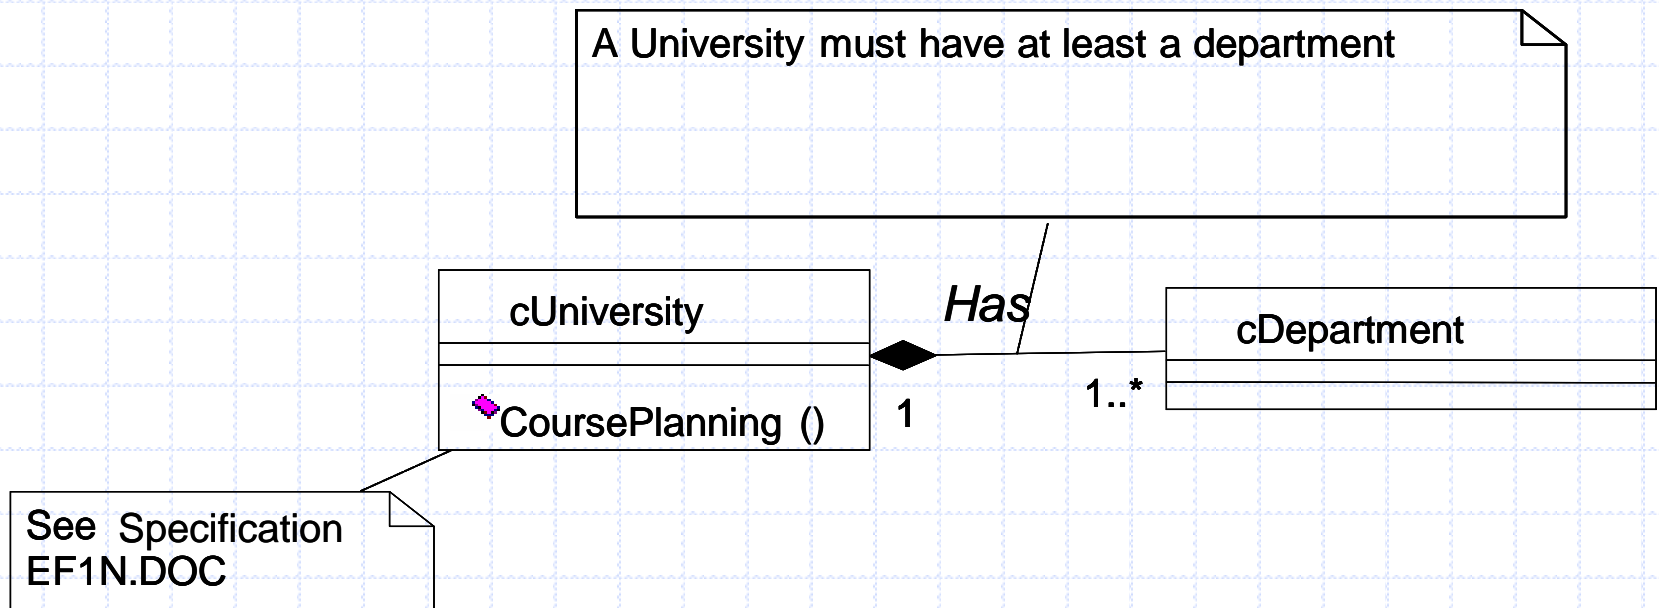 A University must have at least a department
cUniversity
Has
cDepartment
CoursePlanning ()
1
1..*
See Specification
EF1N.DOC